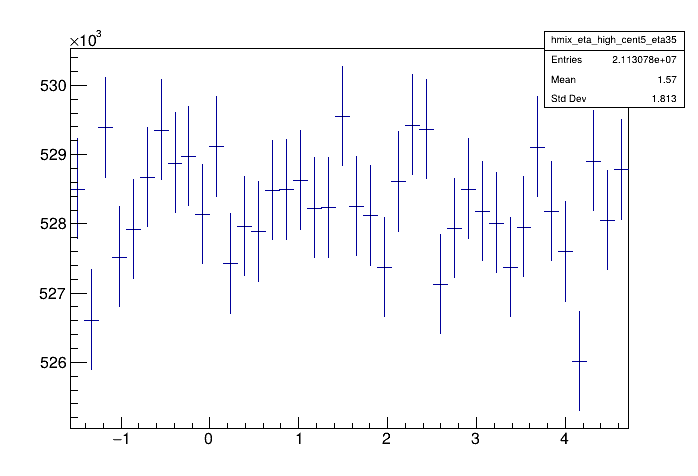 ×10³
hmix_eta_high_cent5_eta35
Entries 2.113078e+07
Mean 1.57
Std Dev 1.813
530
529
528
527
526
−1 0 1 2 3 4